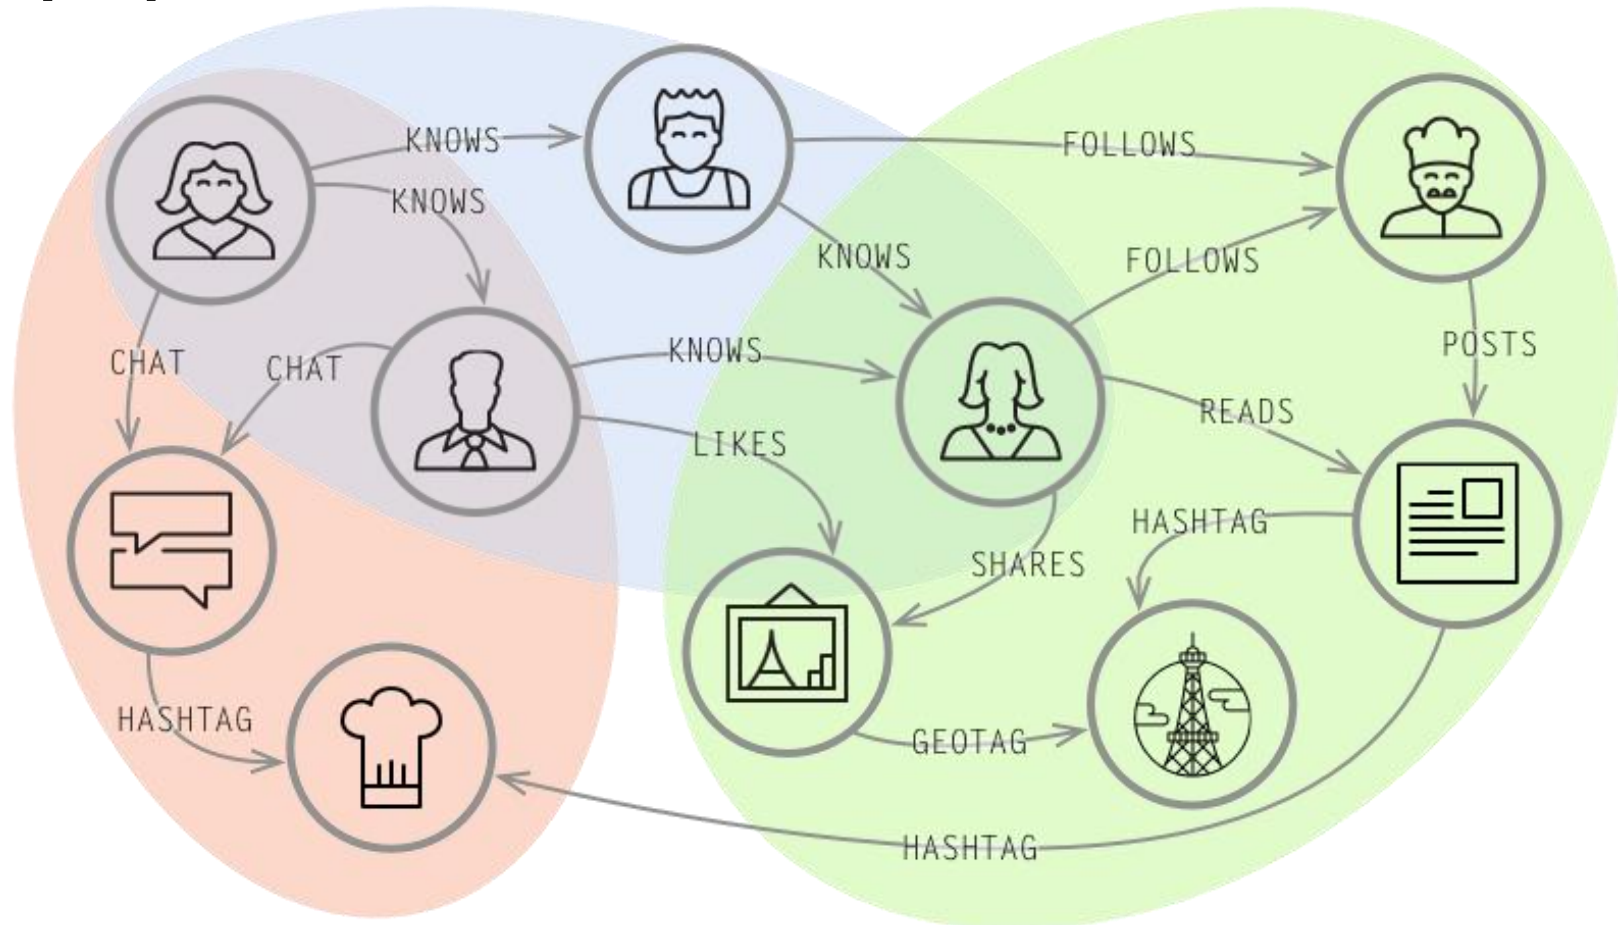 KNOWS
FOLLOWS
KNOWS
KNOWS
FOLLOWS
CHAT
CHAT
KNOWS
POSTS
LIKES
READS
HASHTAG
SHARES
HASHTAG
GEOTAG
HASHTAG